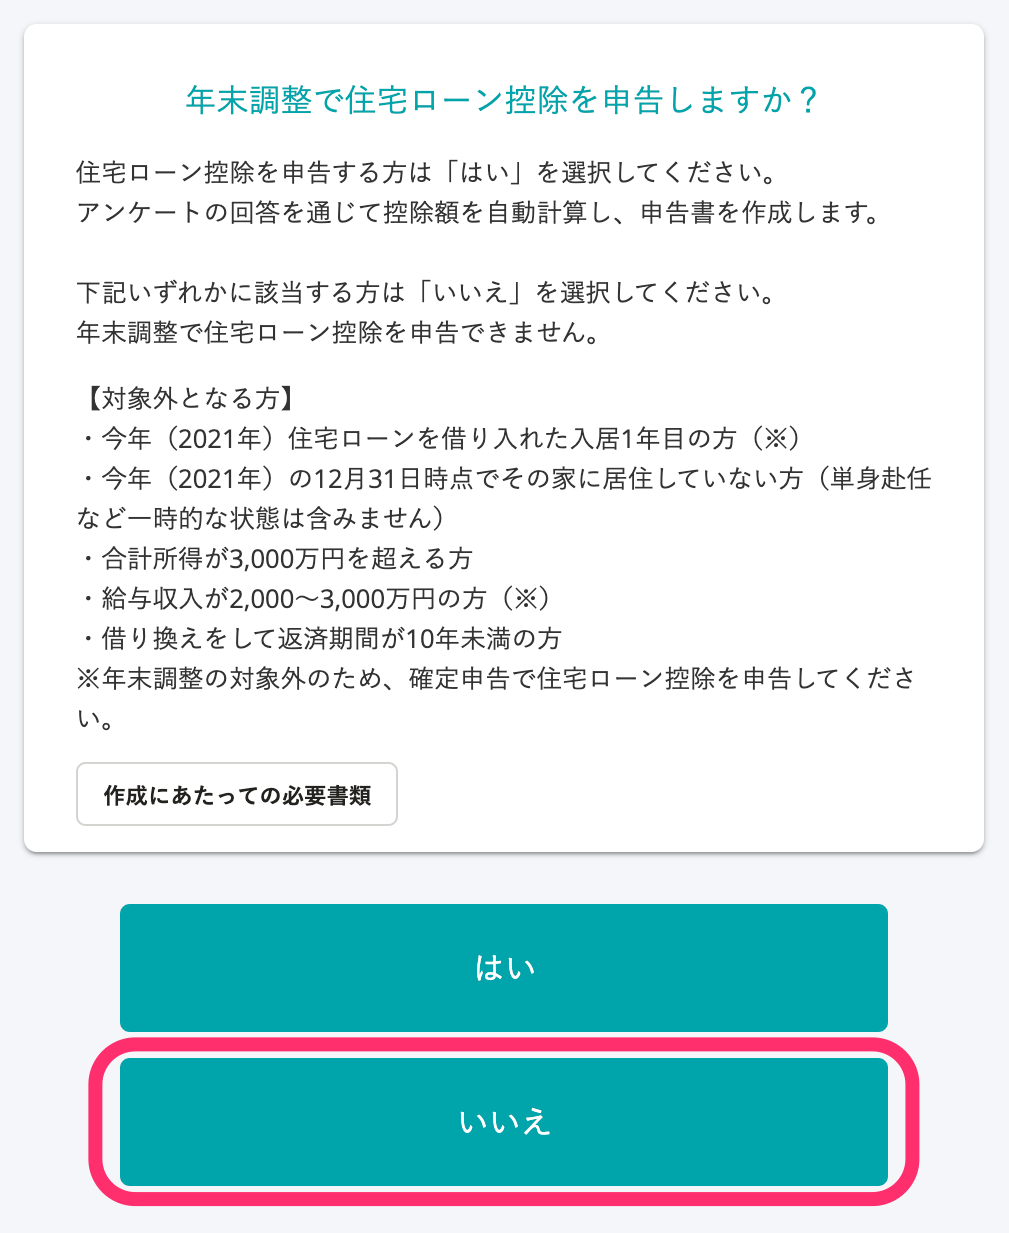 年末調整で住宅ローン控除を申告しますか？
住宅ローン控除を申告する方は「はい」を選択してください。
アンケートの回答を通じて控除額を自動計算し、申告書を作成します。
下記いずれかに該当する方は「いいえ」を選択してください。
年末調整で住宅ローン控除を申告できません。
【対象外となる方】
・今年（2021年）住宅ローンを借り入れた入居1年目の方（※）
・今年（2021年）の12月31日時点でその家に居住していない方（単身赴任
など一時的な状態は含みません）
・合計所得が3,000万円を超える方
・給与収入が2,000〜3,000万円の方（※）
・借り換えをして返済期間が10年未満の方
※年末調整の対象外のため、確定申告で住宅ローン控除を申告してくださ
い。
作成にあたっての必要書類
はい
いいえ